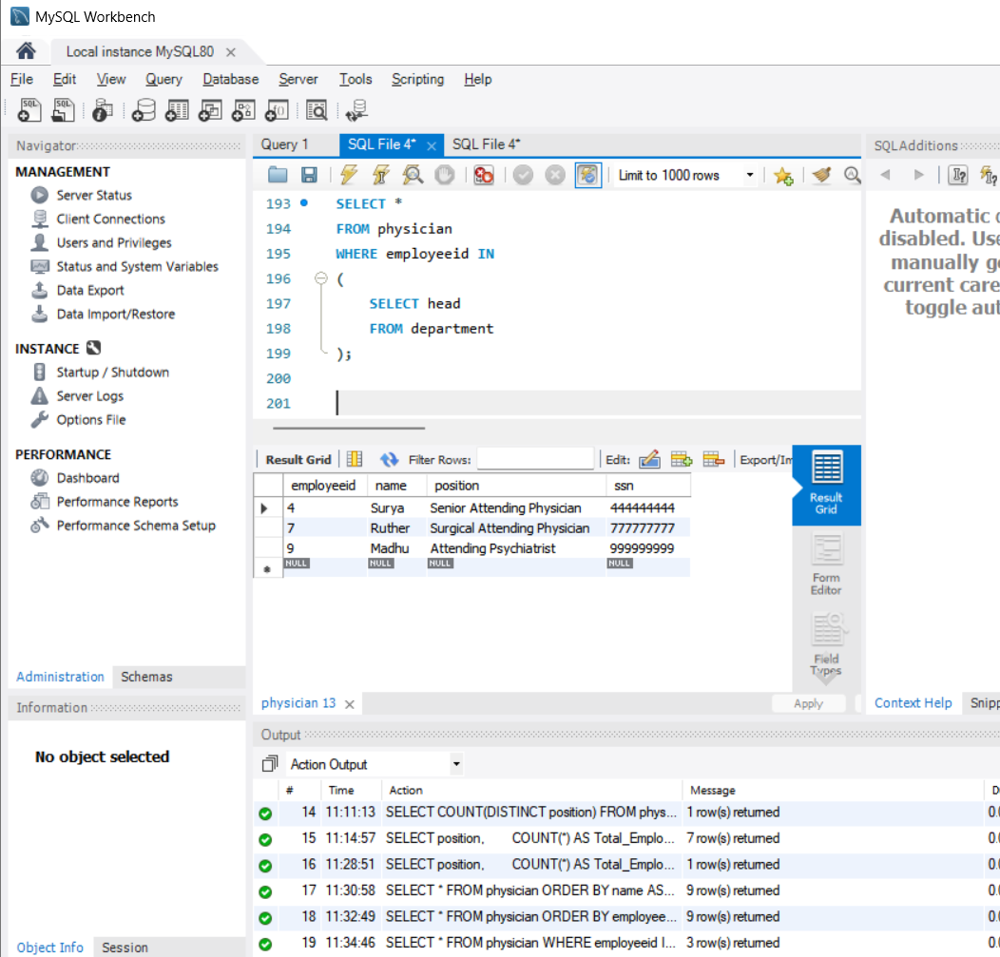 MySQL Workbench
Local instance MySQL80
File Edit View Query Database Server Tools Scripting Help
Navigator
MANAGEMENT
Server Status
Client Connections
Users and Privileges
Status and System Variables
Data Export
Data Import/Restore
INSTANCE
Startup / Shutdown
Server Logs
Options File
PERFORMANCE
Dashboard
Performance Reports
Performance Schema Setup
Administration Schemas
Information
No object selected
Object Info Session
Query 1 SQL File 4* SQL File 4*
Limit to 1000 rows
193 SELECT *
194 FROM physician
195 WHERE employeeid IN
196 (
197 SELECT head
198 FROM department
199 );
200
201
Result Grid Filter Rows: Edit: Export/Im
employeeid name position ssn
4 Surya Senior Attending Physician 444444444
7 Ruther Surgical Attending Physician 777777777
9 Madhu Attending Psychiatrist 999999999
NULL NULL NULL NULL
Result Grid
Form Editor
Field Types
physician 13 Apply
SQLAdditions
Automatic c
disabled. Use
manually ge
current care
toggle aut
Context Help Snipp
Output
Action Output
# Time Action Message D
14 11:11:13 SELECT COUNT(DISTINCT position) FROM phys... 1 row(s) returned 0.0
15 11:14:57 SELECT position, COUNT(*) AS Total_Emplo... 7 row(s) returned 0.0
16 11:28:51 SELECT position, COUNT(*) AS Total_Emplo... 1 row(s) returned 0.0
17 11:30:58 SELECT * FROM physician ORDER BY name AS... 9 row(s) returned 0.0
18 11:32:49 SELECT * FROM physician ORDER BY employee... 9 row(s) returned 0.0
19 11:34:46 SELECT * FROM physician WHERE employeeid I... 3 row(s) returned 0.0